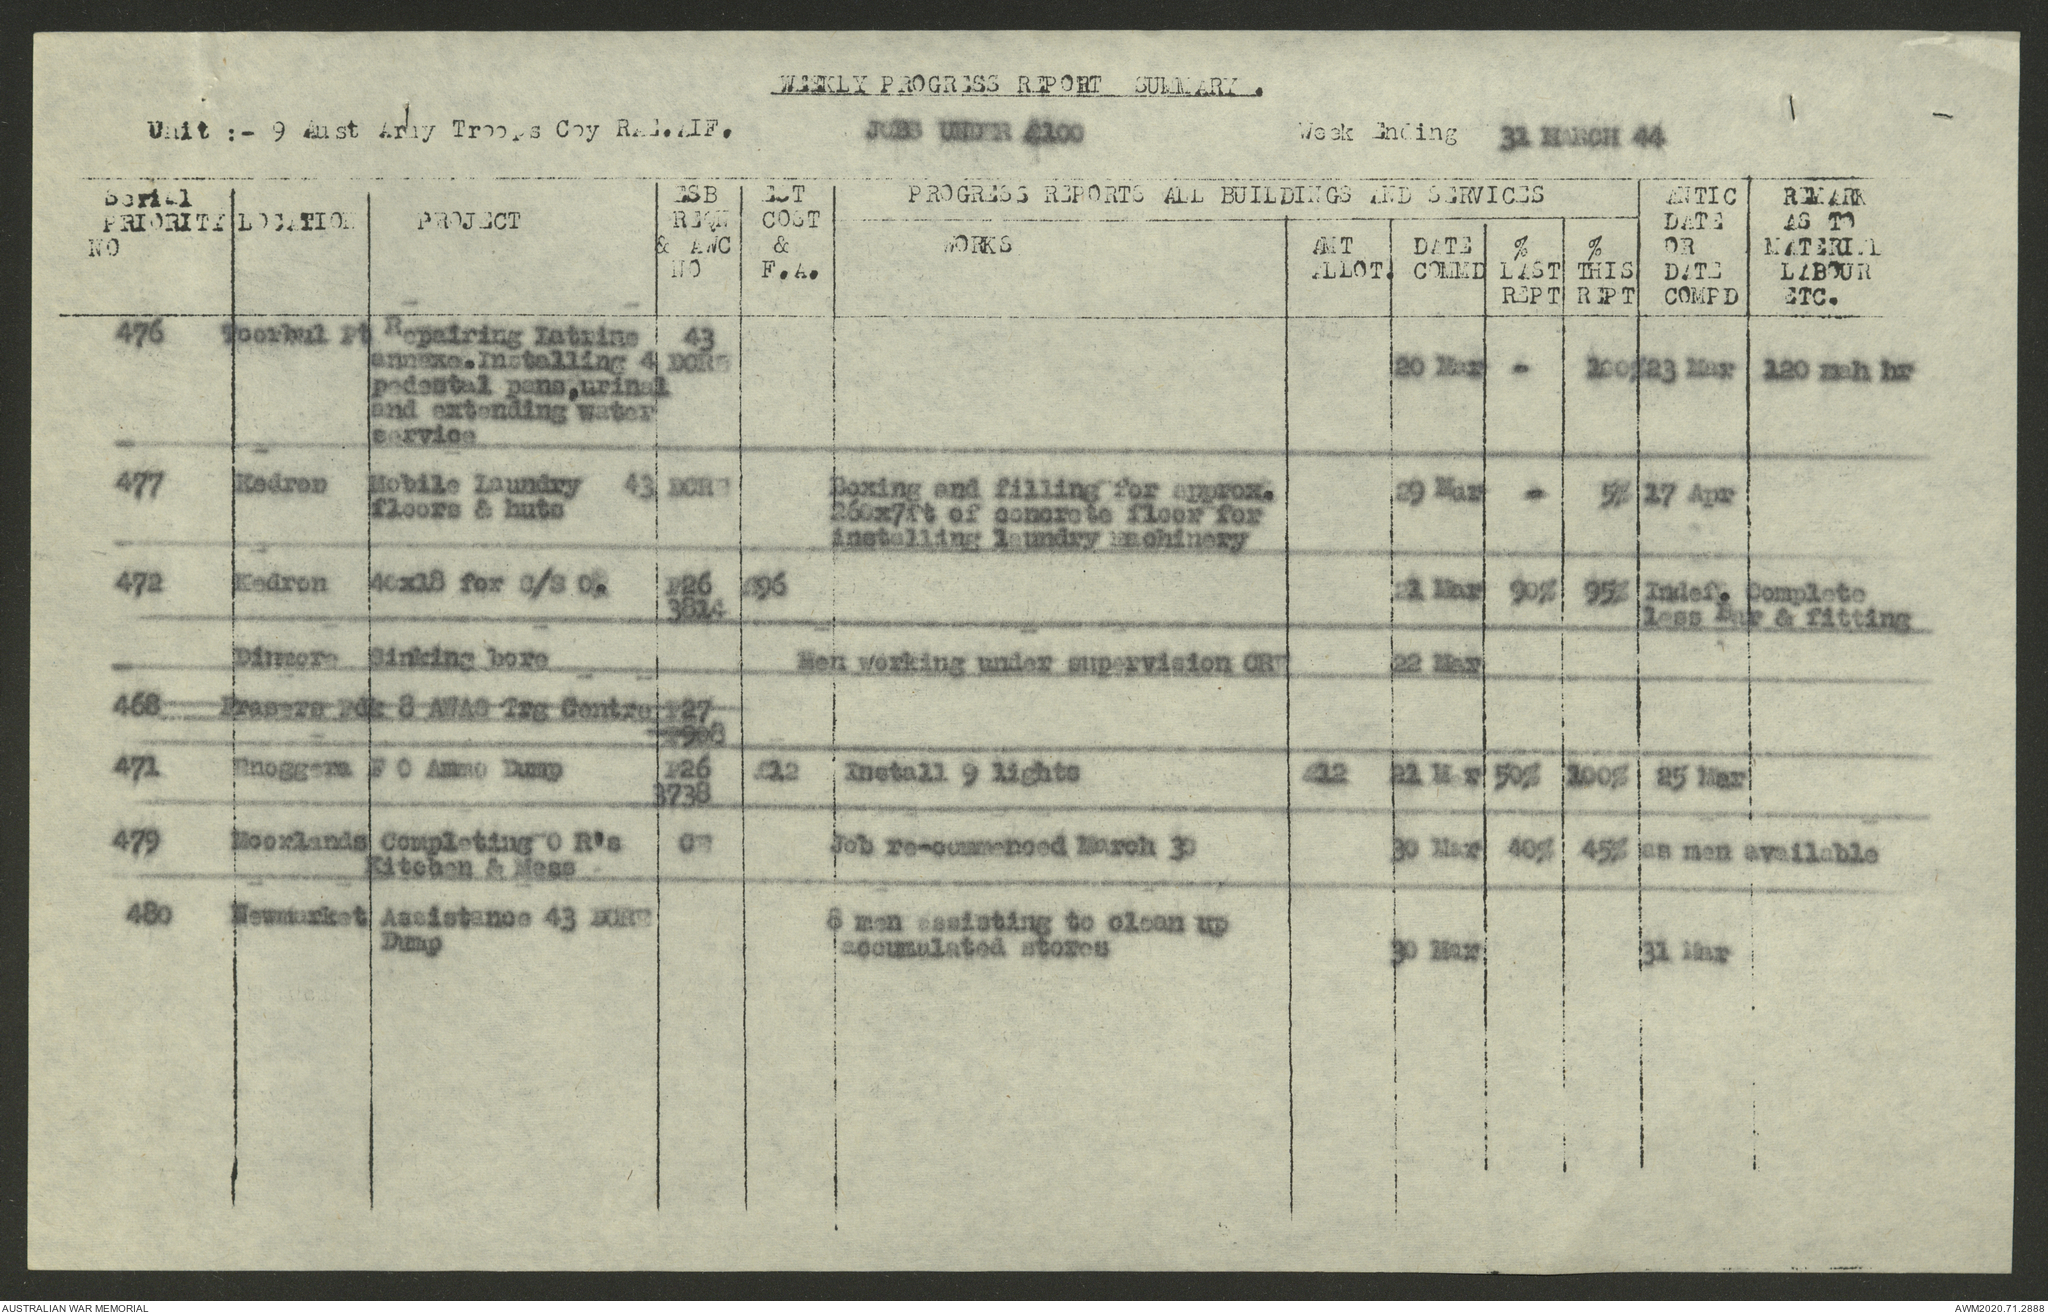 WEEKLY PROGRESS REPORT SUMMARY.
Unit :- 9 Aust Army Troops Coy RAE.AIF. JOBS UNDER £100 Week Ending 31 MARCH 44
Serial PRIORITY NO LOCATION PROJECT ESB REQN & AWC NO EST COST & F.A. PROGRESS REPORTS ALL BUILDINGS AND SERVICES WORKS AMT ALLOT. DATE COMMD % LAST REPT % THIS REPT ANTIC DATE OR DATE COMPD REMARK AS TO MATERIAL LABOUR ETC.
476 Toorbul Pt Repairing Latrine 43
annexe.Installing 4 DCRE 20 Mar - 100% 23 Mar 120 mah hr
pedestal pans,urinal
and extending water
service
477 Kedron Mobile Laundry 43 DCRE Boxing and filling for approx. 29 Mar - 5% 17 Apr
floors & huts 260x7ft of concrete floor for
installing laundry machinery
472 Kedron 40x18 for C/S O. P26 £96 21 Mar 90% 95% Indef. Complete
3814 less Bar & fitting
Dinmore Sinking bore Men working under supervision CRE 22 Mar
468 Frasers Pdk 8 AWAS Trg Centre P27
471 Enoggera F O Ammo Dump P26 £12 Install 9 lights £12 21 Mar 50% 100% 25 Mar
3738
479 Moorlands Completing O R's CE Job re-commenced March 30 30 Mar 40% 45% as men available
Kitchen & Mess
480 Newmarket Assistance 43 DCRE 8 men assisting to clean up
Dump accumulated stores 30 Mar 31 Mar
AUSTRALIAN WAR MEMORIAL AWM2020.71.2888